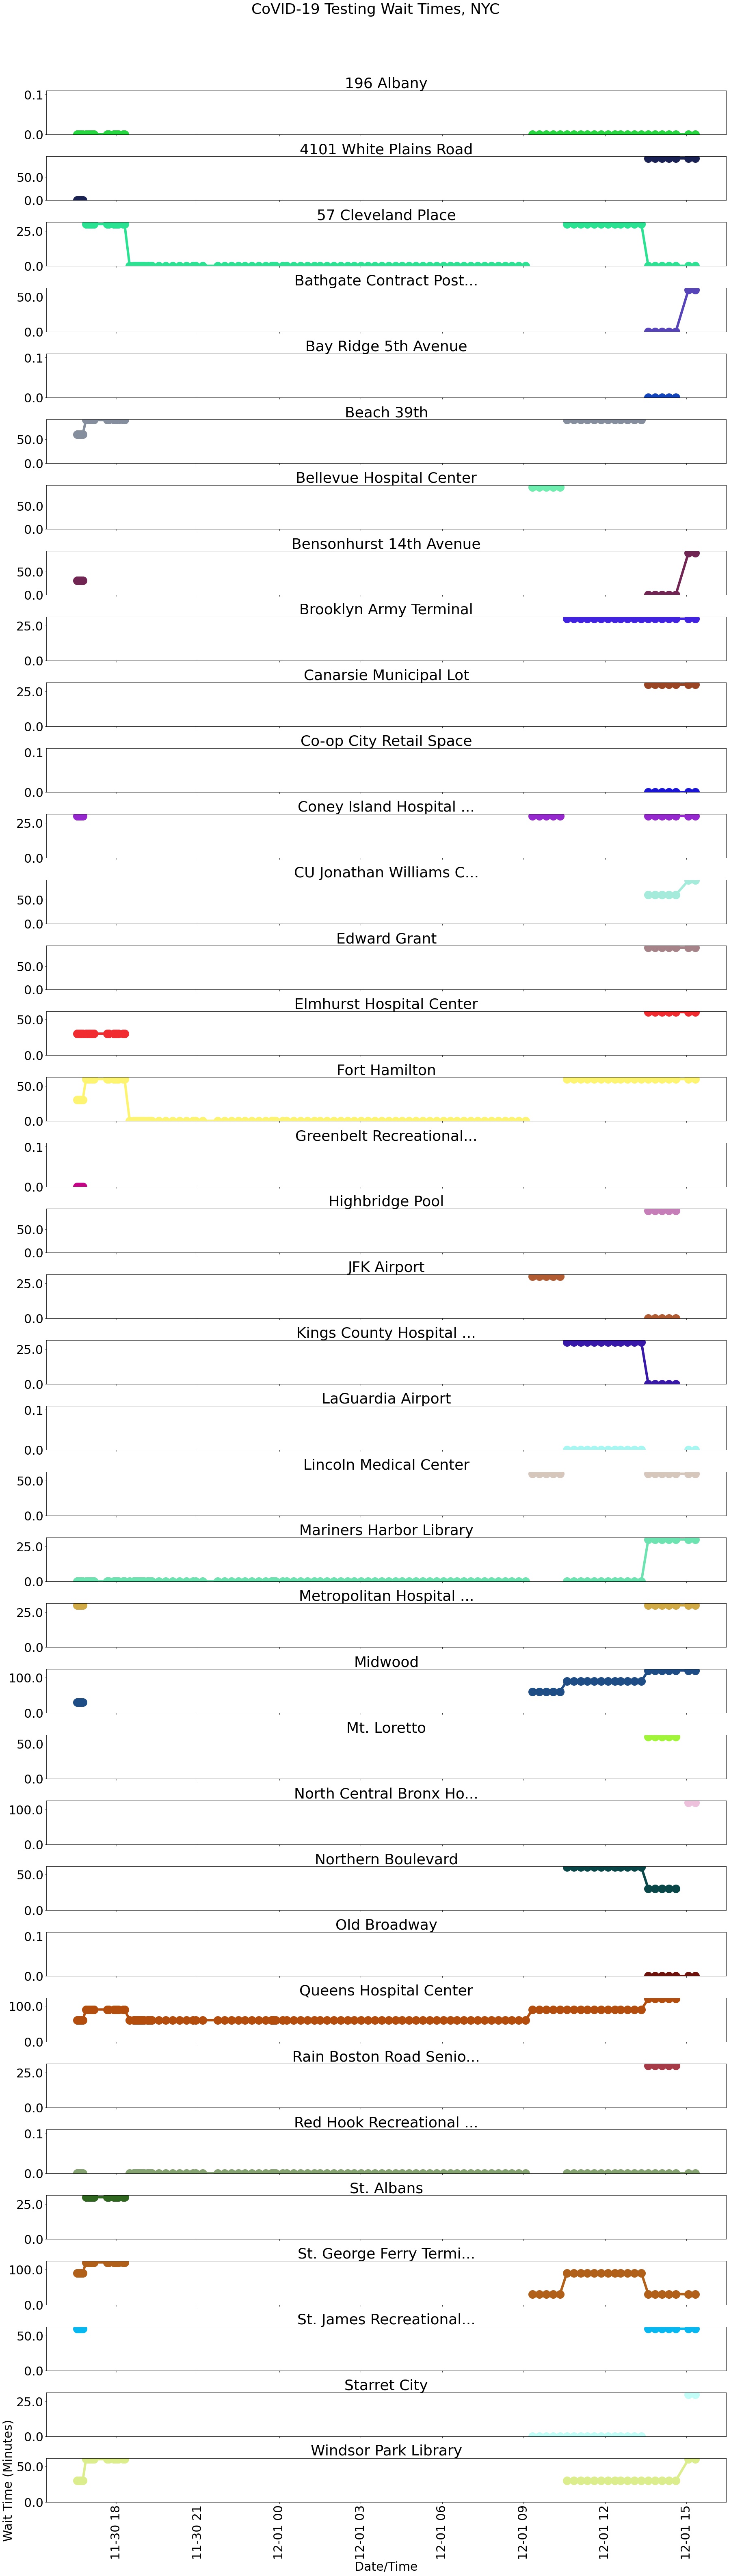 CoVID-19 Testing Wait Times, NYC
196 Albany
0.1
0.0
4101 White Plains Road
50.0
0.0
57 Cleveland Place
25.0
0.0
Bathgate Contract Post...
50.0
0.0
Bay Ridge 5th Avenue
0.1
0.0
Beach 39th
50.0
0.0
Bellevue Hospital Center
50.0
0.0
Bensonhurst 14th Avenue
50.0
0.0
Brooklyn Army Terminal
25.0
0.0
Canarsie Municipal Lot
25.0
0.0
Co-op City Retail Space
0.1
0.0
Coney Island Hospital ...
25.0
0.0
CU Jonathan Williams C...
50.0
0.0
Edward Grant
50.0
0.0
Elmhurst Hospital Center
50.0
0.0
Fort Hamilton
50.0
0.0
Greenbelt Recreational...
0.1
0.0
Highbridge Pool
50.0
0.0
JFK Airport
25.0
0.0
Kings County Hospital ...
25.0
0.0
LaGuardia Airport
0.1
0.0
Lincoln Medical Center
50.0
0.0
Mariners Harbor Library
25.0
0.0
Metropolitan Hospital ...
25.0
0.0
Midwood
100.0
0.0
Mt. Loretto
50.0
0.0
North Central Bronx Ho...
100.0
0.0
Northern Boulevard
50.0
0.0
Old Broadway
0.1
0.0
Queens Hospital Center
100.0
0.0
Rain Boston Road Senio...
25.0
0.0
Red Hook Recreational ...
0.1
0.0
St. Albans
25.0
0.0
St. George Ferry Termi...
100.0
0.0
St. James Recreational...
50.0
0.0
Starret City
25.0
0.0
Windsor Park Library
50.0
0.0
Wait Time (Minutes)
11-30 18
11-30 21
12-01 00
12-01 03
12-01 06
12-01 09
12-01 12
12-01 15
Date/Time